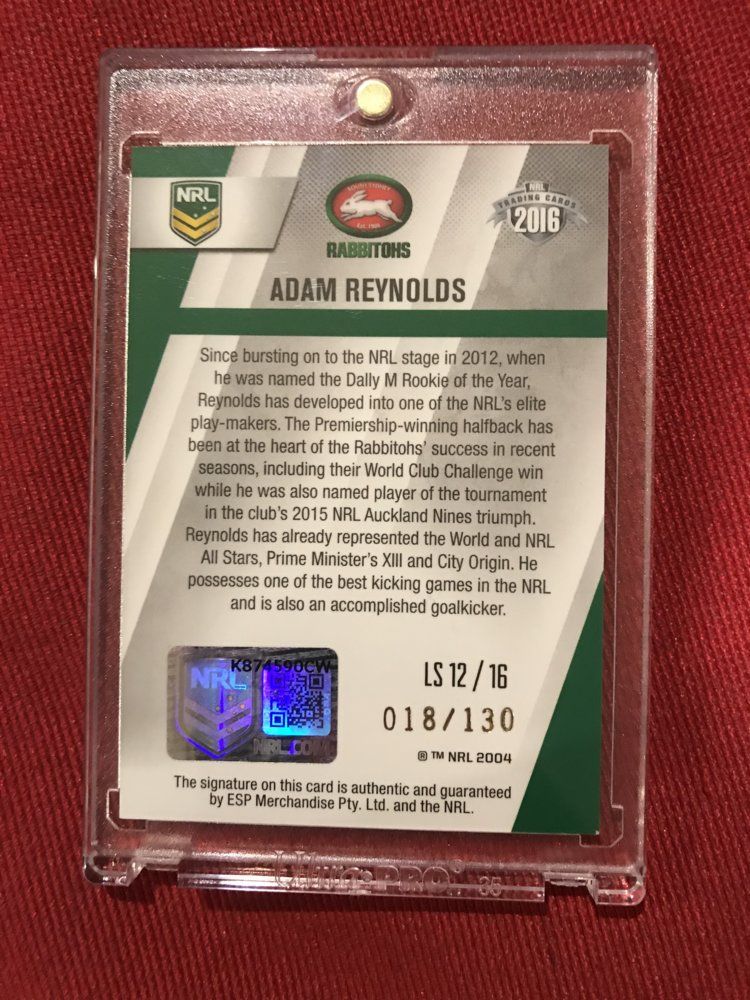 NRL
SOUTH SYDNEY
Est. 1908
RABBITOHS
NRL
TRADING CARDS
2016
ADAM REYNOLDS
Since bursting on to the NRL stage in 2012, when
he was named the Dally M Rookie of the Year,
Reynolds has developed into one of the NRL's elite
play-makers. The Premiership-winning halfback has
been at the heart of the Rabbitohs' success in recent
seasons, including their World Club Challenge win
while he was also named player of the tournament
in the club's 2015 NRL Auckland Nines triumph.
Reynolds has already represented the World and NRL
All Stars, Prime Minister's XIII and City Origin. He
possesses one of the best kicking games in the NRL
and is also an accomplished goalkicker.
K874590CW
NRL
NRL.COM
LS 12 / 16
018/130
® ™ NRL 2004
The signature on this card is authentic and guaranteed
by ESP Merchandise Pty. Ltd. and the NRL.
Ultra•PRO® 35